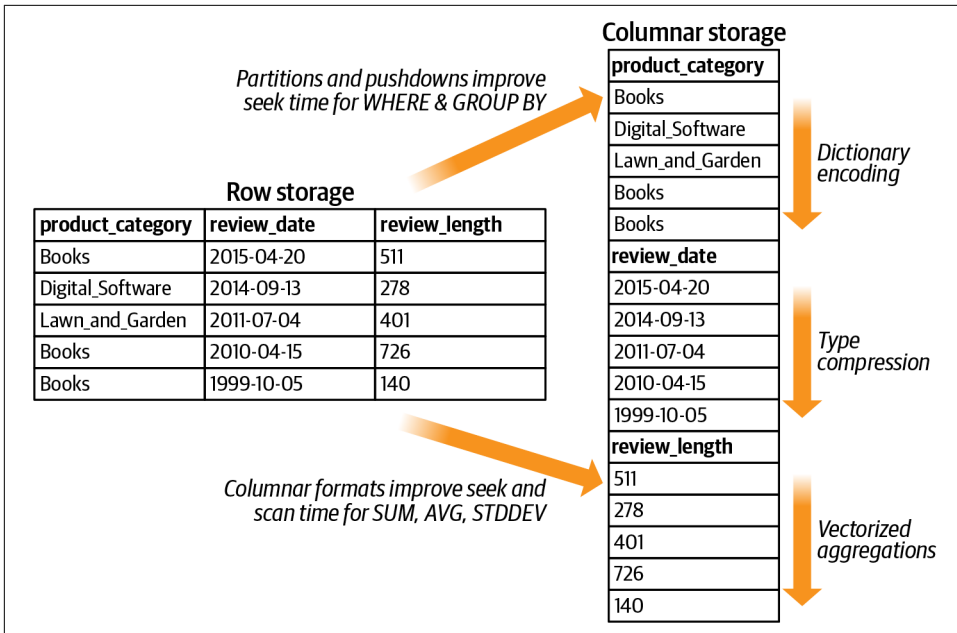 Columnar storage
Partitions and pushdowns improve
seek time for WHERE & GROUP BY
Row storage
product_category review_date review_length
Books 2015-04-20 511
Digital_Software 2014-09-13 278
Lawn_and_Garden 2011-07-04 401
Books 2010-04-15 726
Books 1999-10-05 140
Columnar formats improve seek and
scan time for SUM, AVG, STDDEV
product_category
Books
Digital_Software
Lawn_and_Garden
Books
Books
Dictionary
encoding
review_date
2015-04-20
2014-09-13
2011-07-04
2010-04-15
1999-10-05
Type
compression
review_length
511
278
401
726
140
Vectorized
aggregations